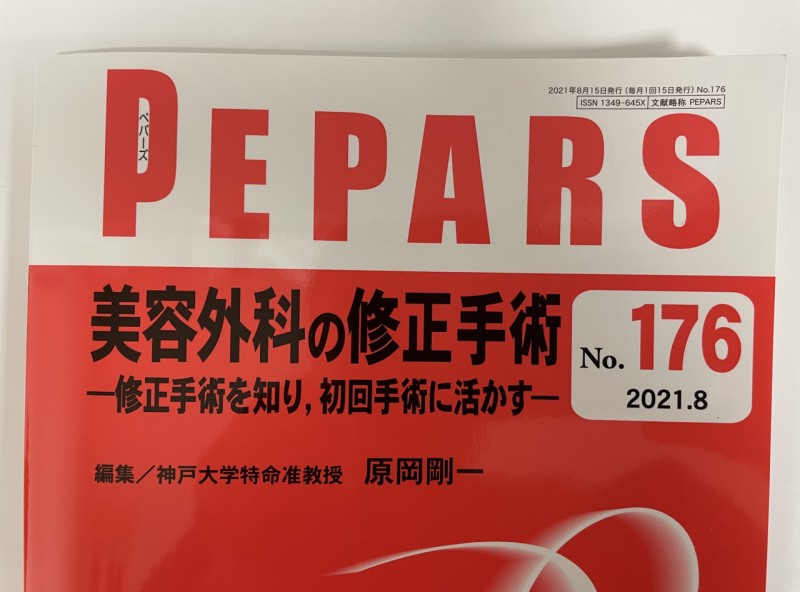 2021年8月15日発行（毎月1回15日発行）No.176
ISSN 1349-645X 文献略称 PEPARS
PEPARS
ペパーズ
美容外科の修正手術
―修正手術を知り，初回手術に活かす―
No. 176
2021.8
編集／神戸大学特命准教授 原岡剛一